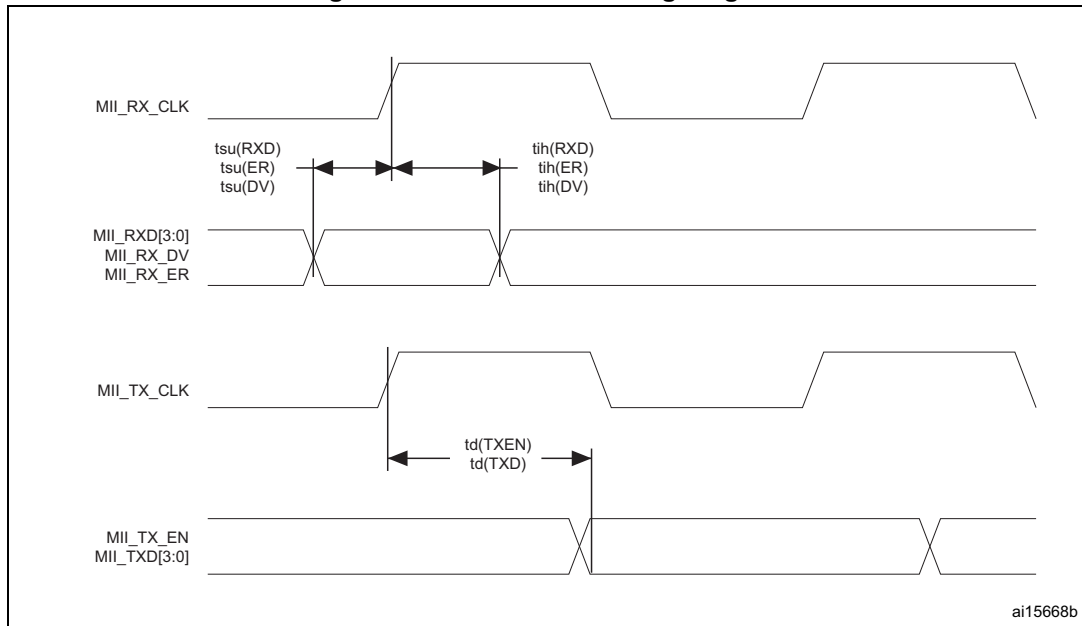 MII_RX_CLK
tsu(RXD)
tsu(ER)
tsu(DV)
tih(RXD)
tih(ER)
tih(DV)
MII_RXD[3:0]
MII_RX_DV
MII_RX_ER
MII_TX_CLK
td(TXEN)
td(TXD)
MII_TX_EN
MII_TXD[3:0]
ai15668b